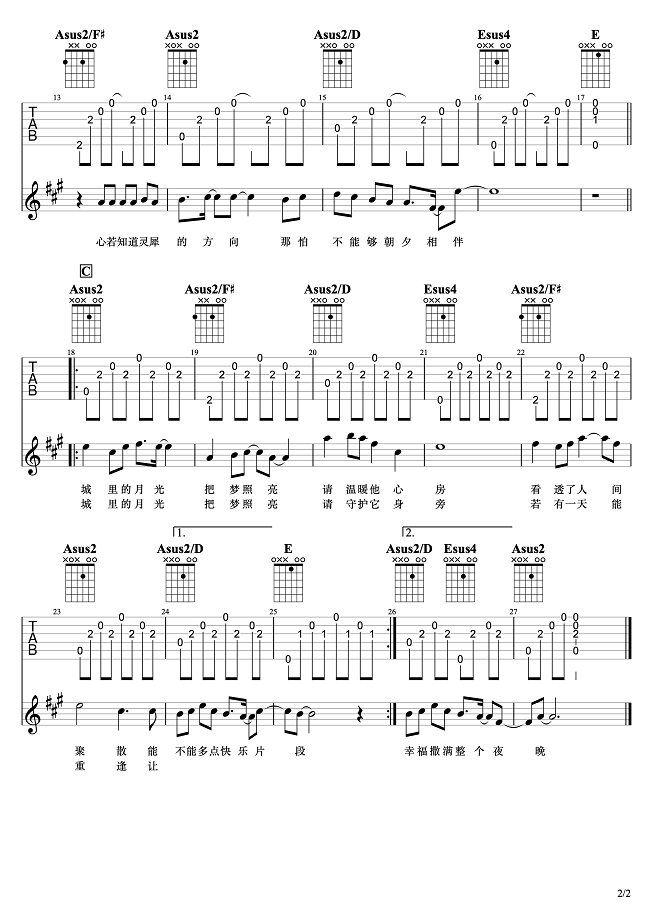 Asus2/F♯ Asus2 Asus2/D Esus4 E
13 14 15 16 17
心若知道灵犀 的 方 向 那 怕 不 能 够 朝 夕 相 伴
C
Asus2 Asus2/F♯ Asus2/D Esus4 Asus2/F♯
18 19 20 21 22
城 里 的 月 光 把 梦 照 亮 请 温 暖 他 心 房 看 透 了 人 间
城 里 的 月 光 把 梦 照 亮 请 守 护 它 身 旁 若 有 一 天 能
1. 2.
Asus2 Asus2/D E Asus2/D Esus4 Asus2
23 24 25 26 27
聚 散 能 不 能 多 点 快 乐 片 段 幸 福 撒 满 整 个 夜 晚
重 逢 让
2/2